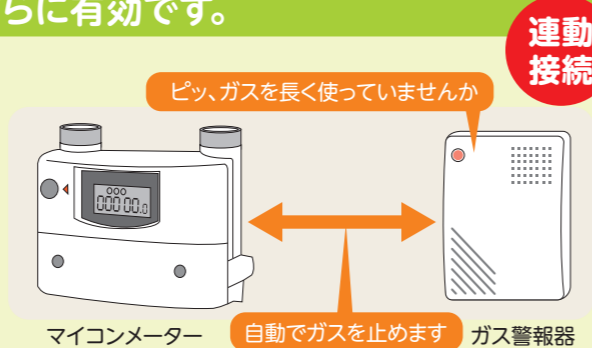 らに有効です。
連動
接続
ピッ、ガスを長く使っていませんか
000
000 00.0
マイコンメーター
自動でガスを止めます
ガス警報器